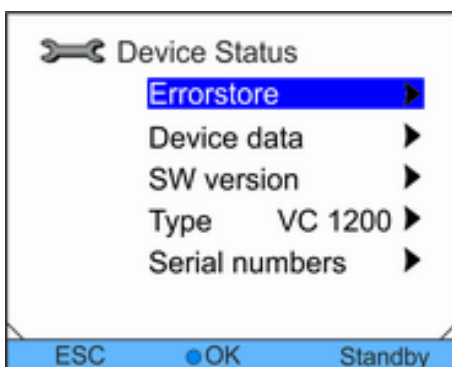 Device Status
Errorstore
Device data
SW version
Type VC 1200
Serial numbers
ESC OK Standby